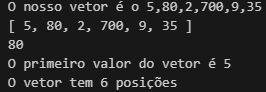 O nosso vetor é o 5,80,2,700,9,35
[ 5, 80, 2, 700, 9, 35 ]
80
O primeiro valor do vetor é 5
O vetor tem 6 posições